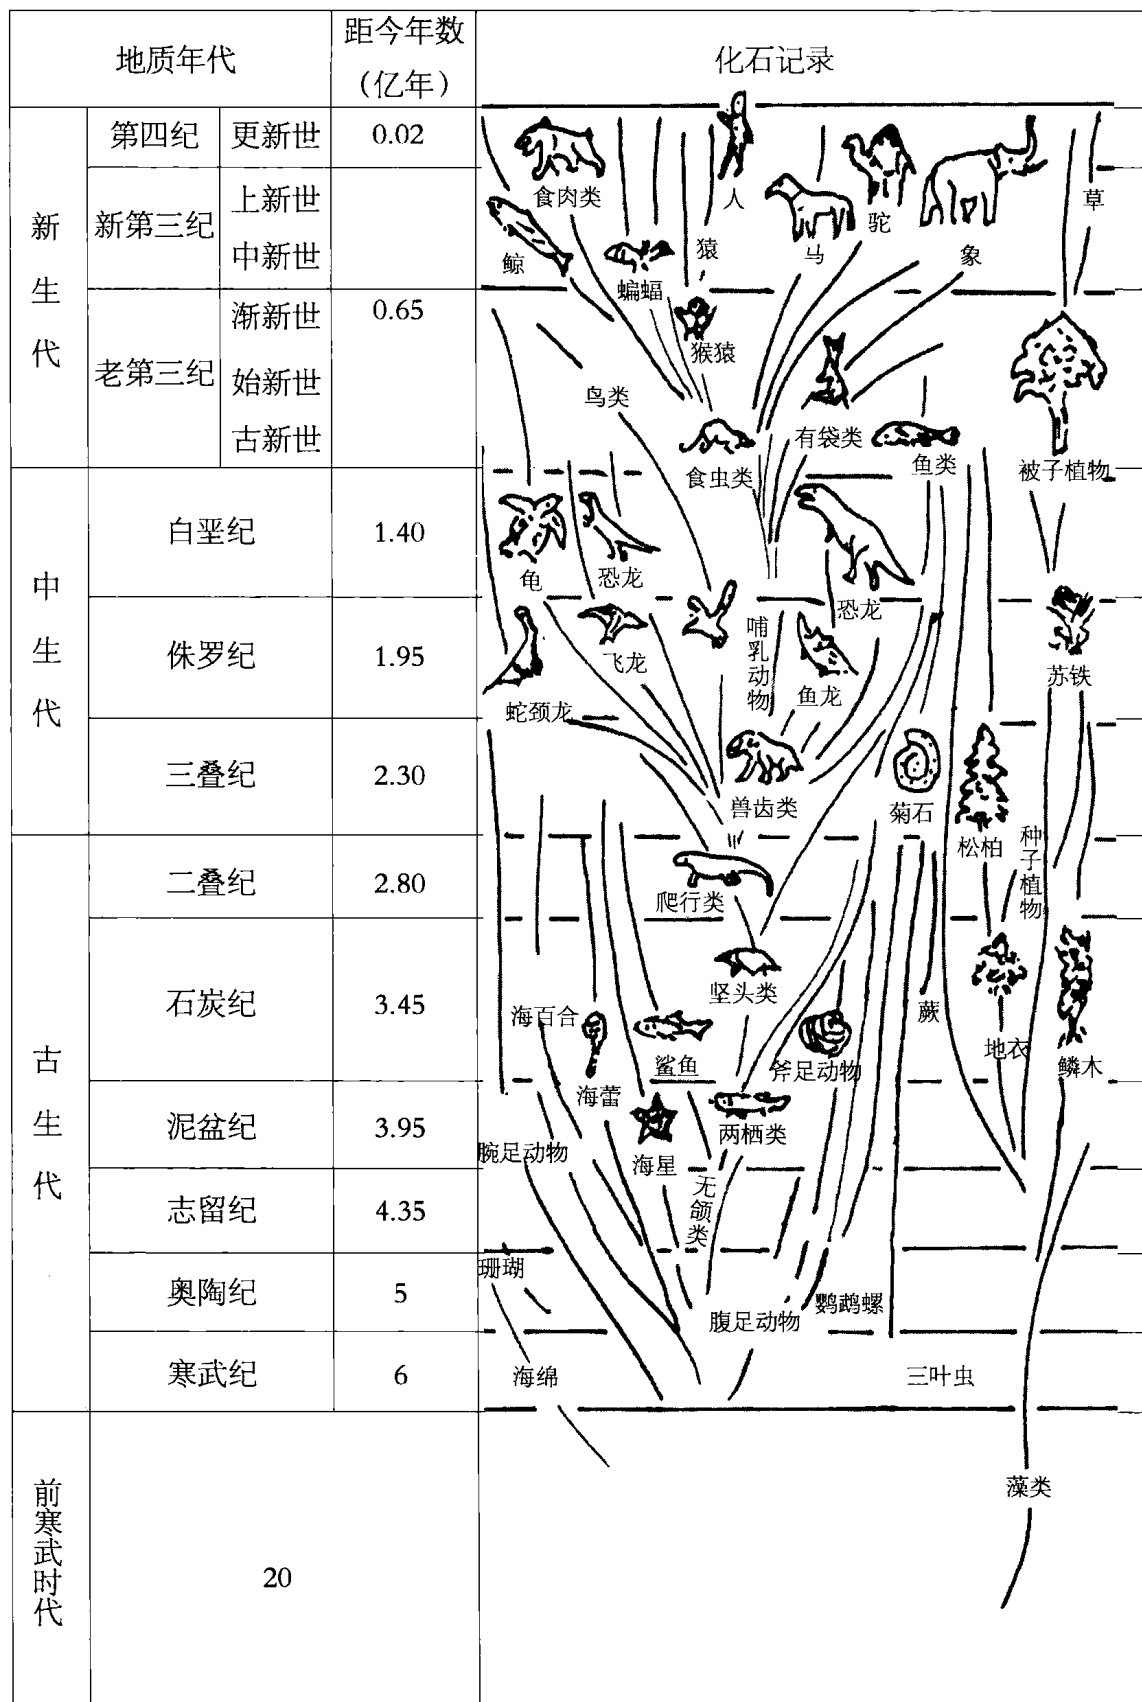 地质年代
距今年数
（亿年）
化石记录
新生代
第四纪
更新世
0.02
新第三纪
上新世
中新世
老第三纪
渐新世
0.65
始新世
古新世
中生代
白垩纪
1.40
侏罗纪
1.95
三叠纪
2.30
古生代
二叠纪
2.80
石炭纪
3.45
泥盆纪
3.95
志留纪
4.35
奥陶纪
5
寒武纪
6
前寒武时代
20
食肉类
人
驼
草
鲸
猿
马
象
蝙蝠
猴猿
鸟类
食虫类
有袋类
鱼类
被子植物
龟
恐龙
恐龙
飞龙
哺乳动物
鱼龙
苏铁
蛇颈龙
兽齿类
菊石
松柏
种子植物
爬行类
坚头类
蕨
海百合
鲨鱼
斧足动物
地衣
鳞木
海蕾
腕足动物
海星
两栖类
无颌类
珊瑚
腹足动物
鹦鹉螺
海绵
三叶虫
藻类